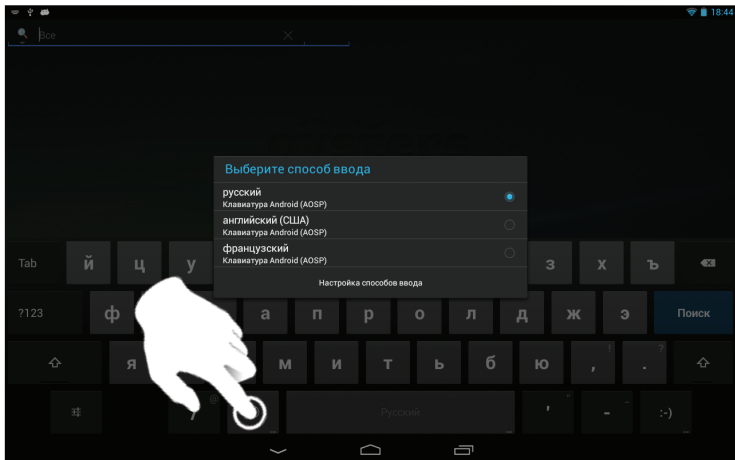 18:44
Все
Выберите способ ввода
русский
Клавиатура Android (AOSP)
английский (США)
Клавиатура Android (AOSP)
французский
Клавиатура Android (AOSP)
Настройка способов ввода
Tab й ц у з х ъ
?123 ф а п р о л д ж э Поиск
я м и т ь б ю , ! . ?
/ @ Русский ' " - _ :-)